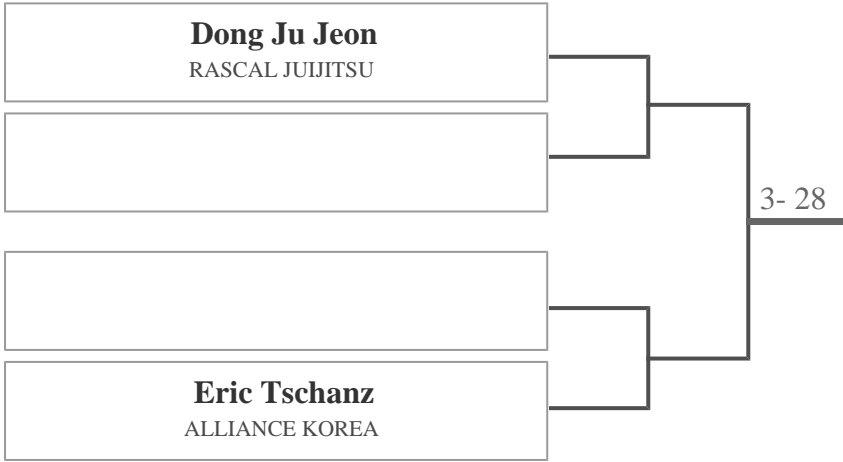 Dong Ju Jeon
RASCAL JUIJITSU
3- 28
Eric Tschanz
ALLIANCE KOREA